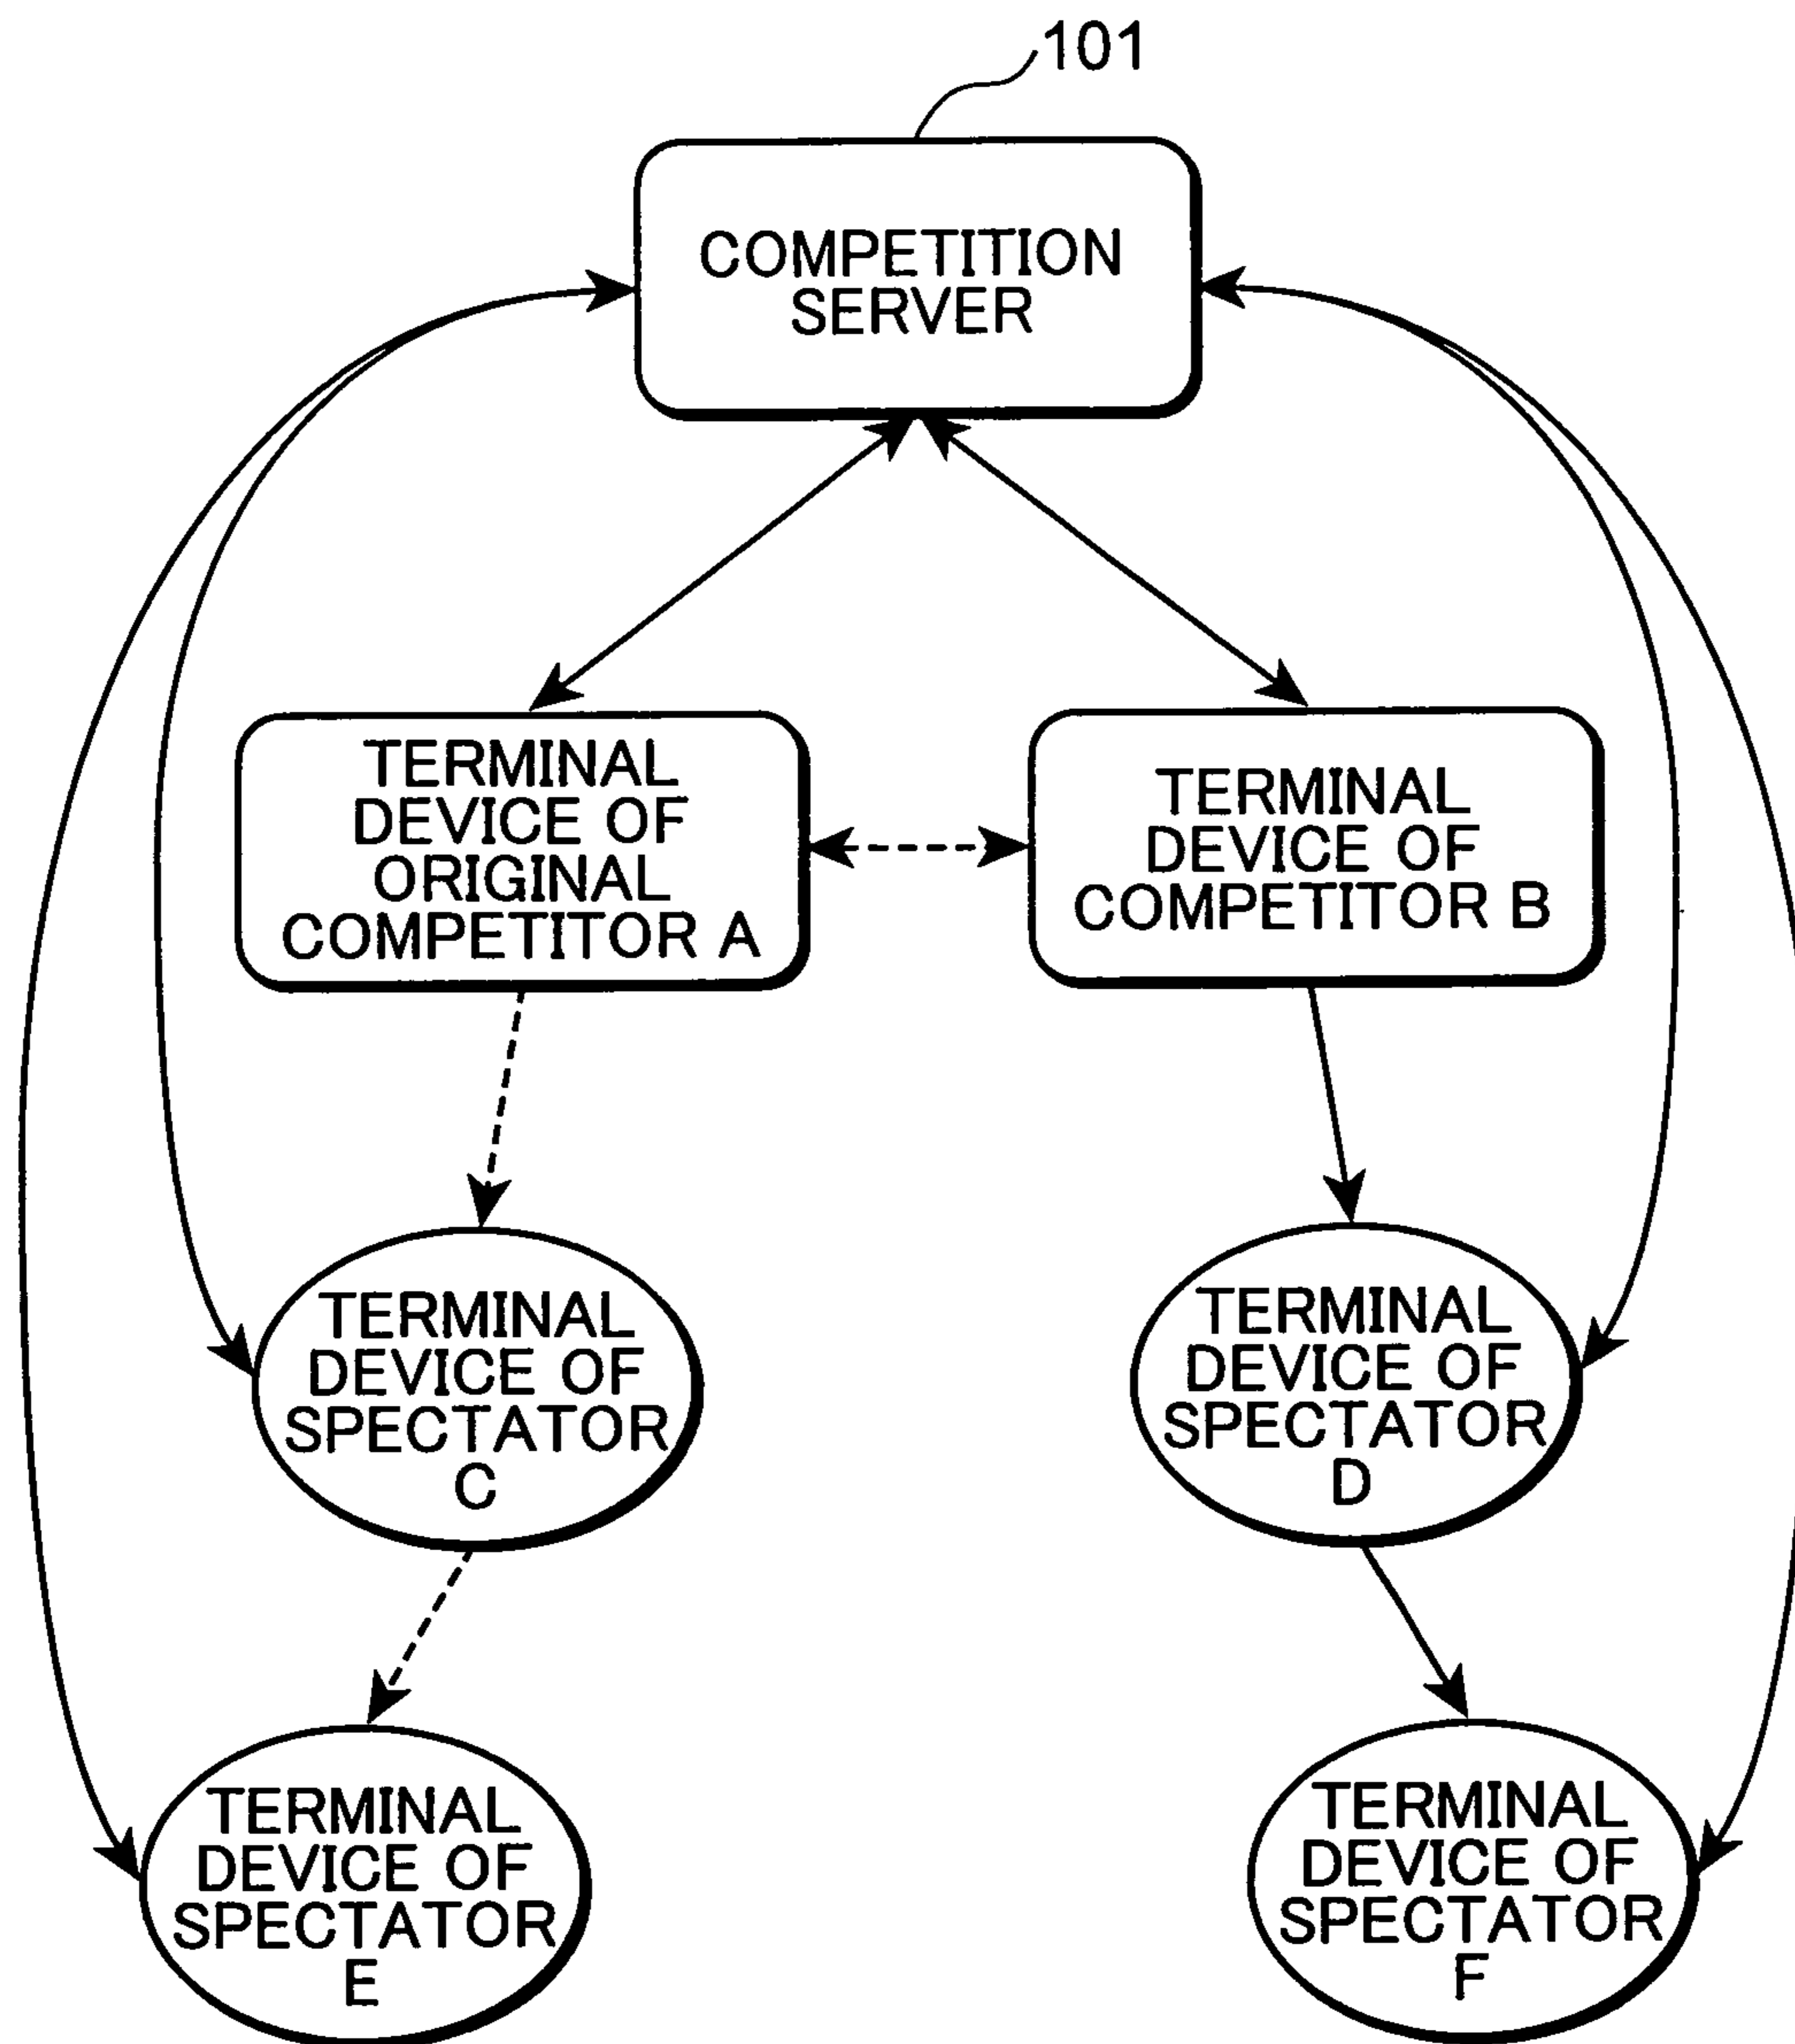 101
COMPETITION
SERVER
TERMINAL
DEVICE OF
ORIGINAL
COMPETITOR A
TERMINAL
DEVICE OF
COMPETITOR B
TERMINAL
DEVICE OF
SPECTATOR
C
TERMINAL
DEVICE OF
SPECTATOR
D
TERMINAL
DEVICE OF
SPECTATOR
E
TERMINAL
DEVICE OF
SPECTATOR
F